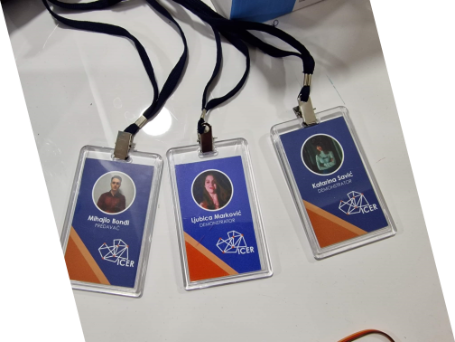 Mihajlo Bondi
PREDAVAČ
ICER
Ljubica Marković
DEMONSTRATOR
ICER
Katarina Savić
DEMONSTRATOR
ICER